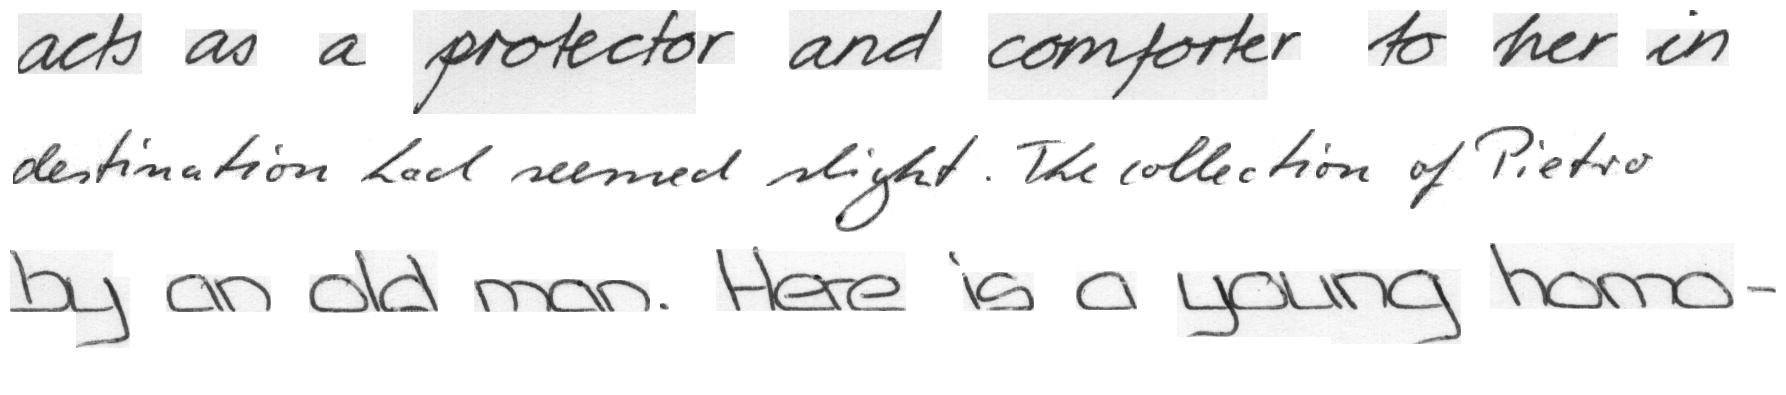 acts as a protector and comforter to her in
destination had seemed slight. The collection of Pietro
by an old man. Here is a young homo-